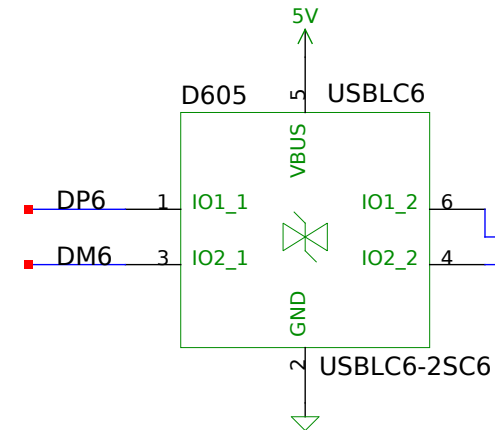 5V
D605
USBLC6
5
VBUS
DP6
1
IO1_1
IO1_2
6
DM6
3
IO2_1
IO2_2
4
GND
2
USBLC6-2SC6